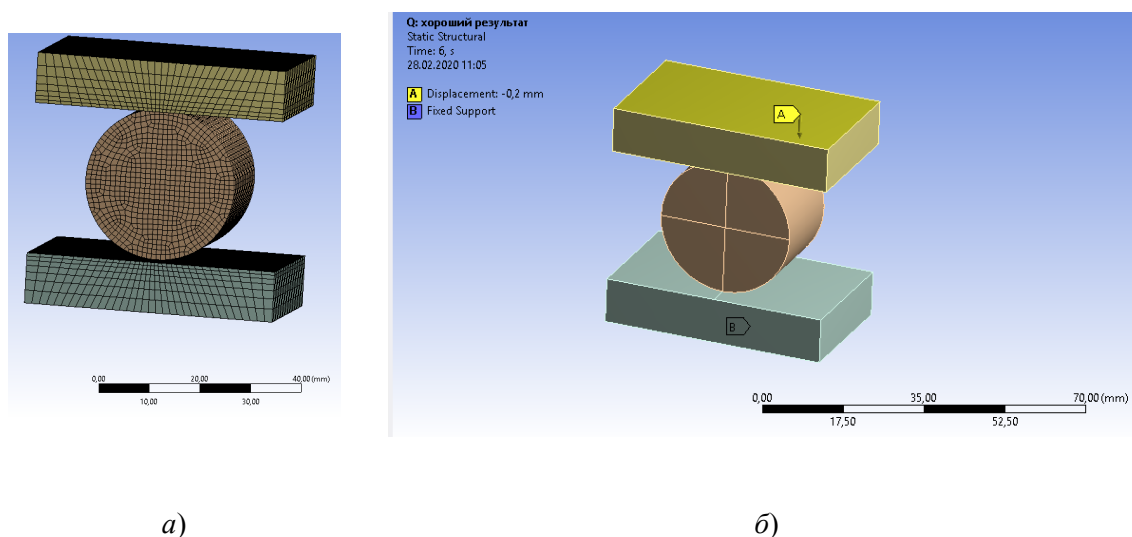 Q: хороший результат
Static Structural
Time: 6, s
28.02.2020 11:05
A Displacement: -0,2 mm
B Fixed Support
A
B
0,00 20,00 40,00 (mm)
10,00 30,00
0,00 35,00 70,00 (mm)
17,50 52,50
а) б)